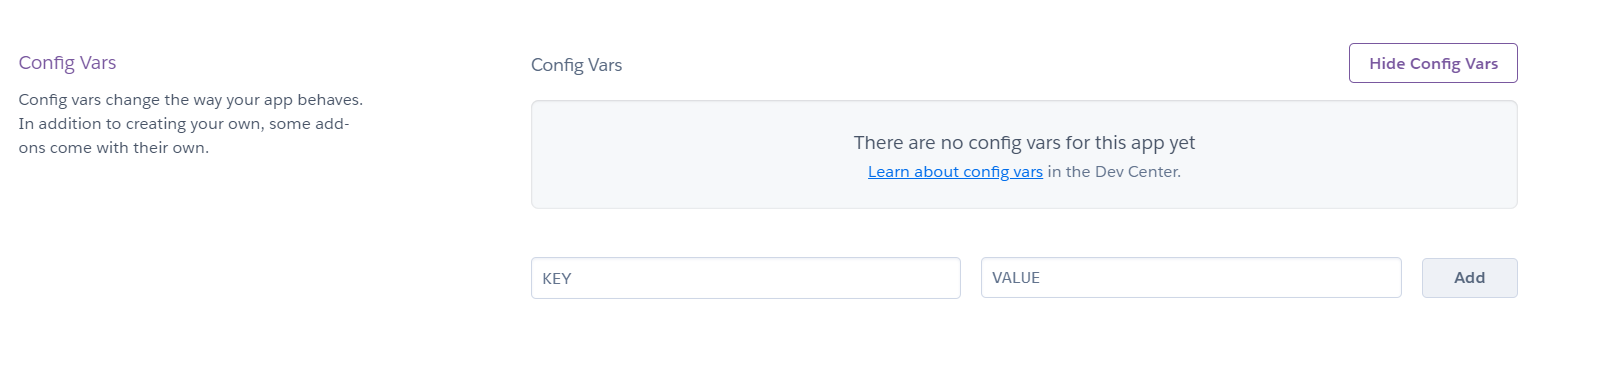 Config Vars
Config vars change the way your app behaves.
In addition to creating your own, some add-
ons come with their own.
Config Vars
Hide Config Vars
There are no config vars for this app yet
Learn about config vars in the Dev Center.
KEY
VALUE
Add